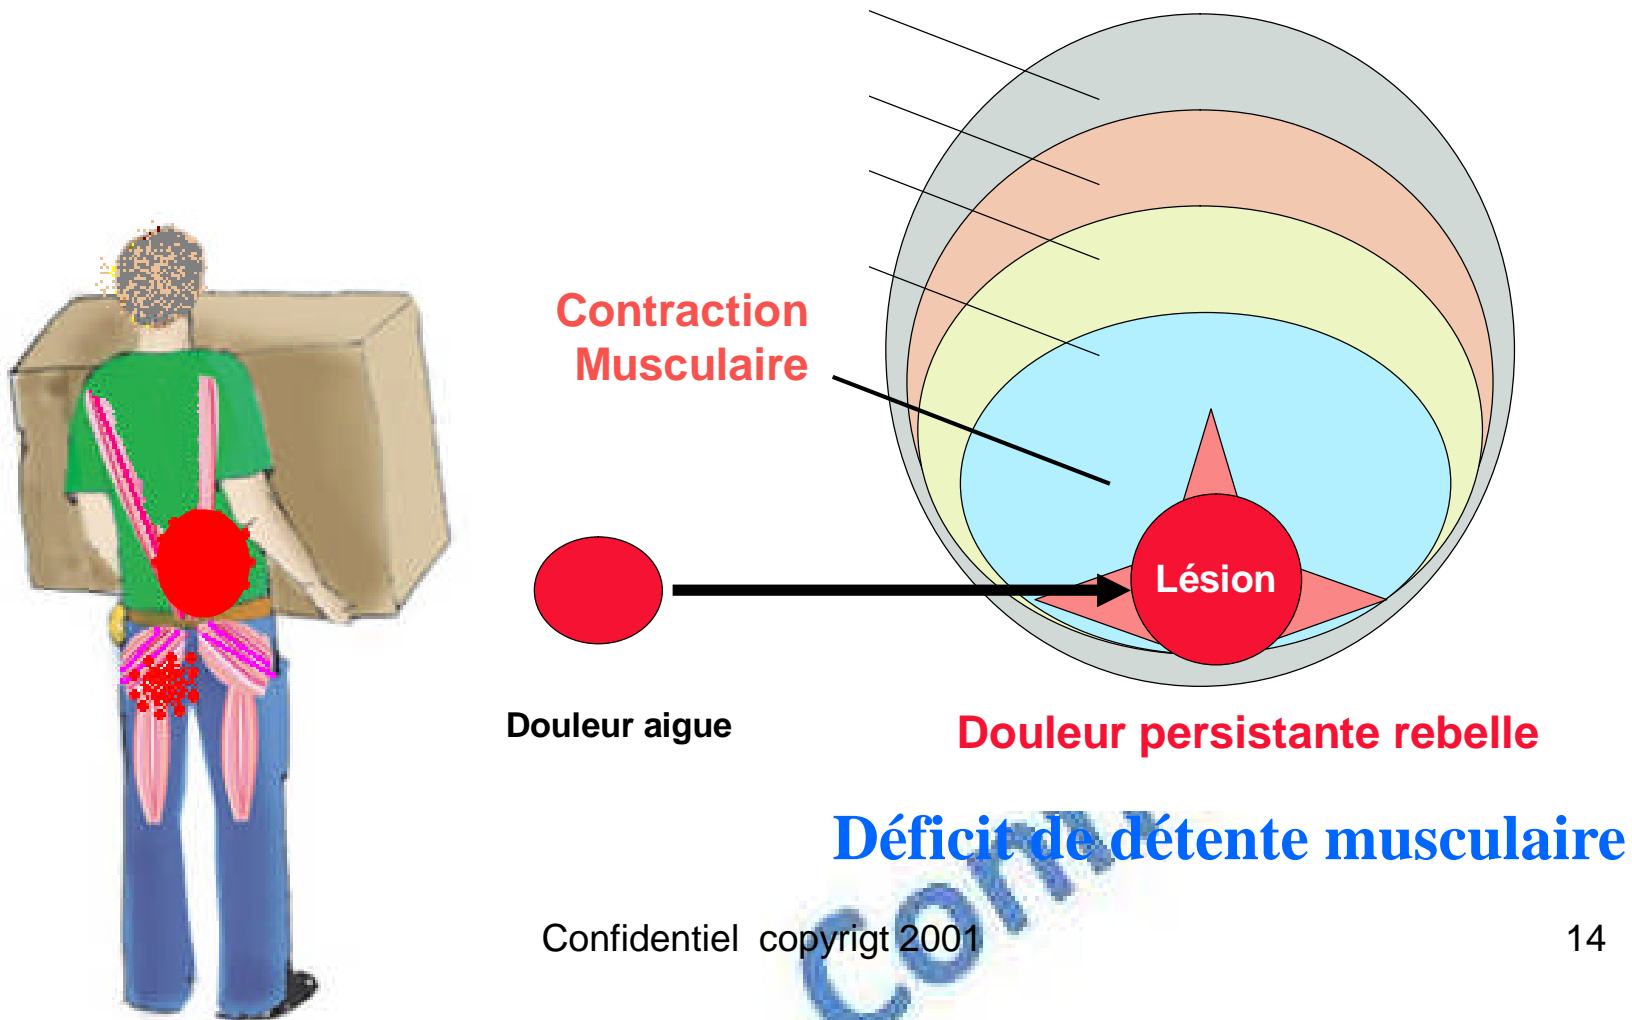 Contraction
Musculaire
Lésion
Douleur aigue
Douleur persistante rebelle
Déficit de détente musculaire
Confidentiel copyrigt 2001
14